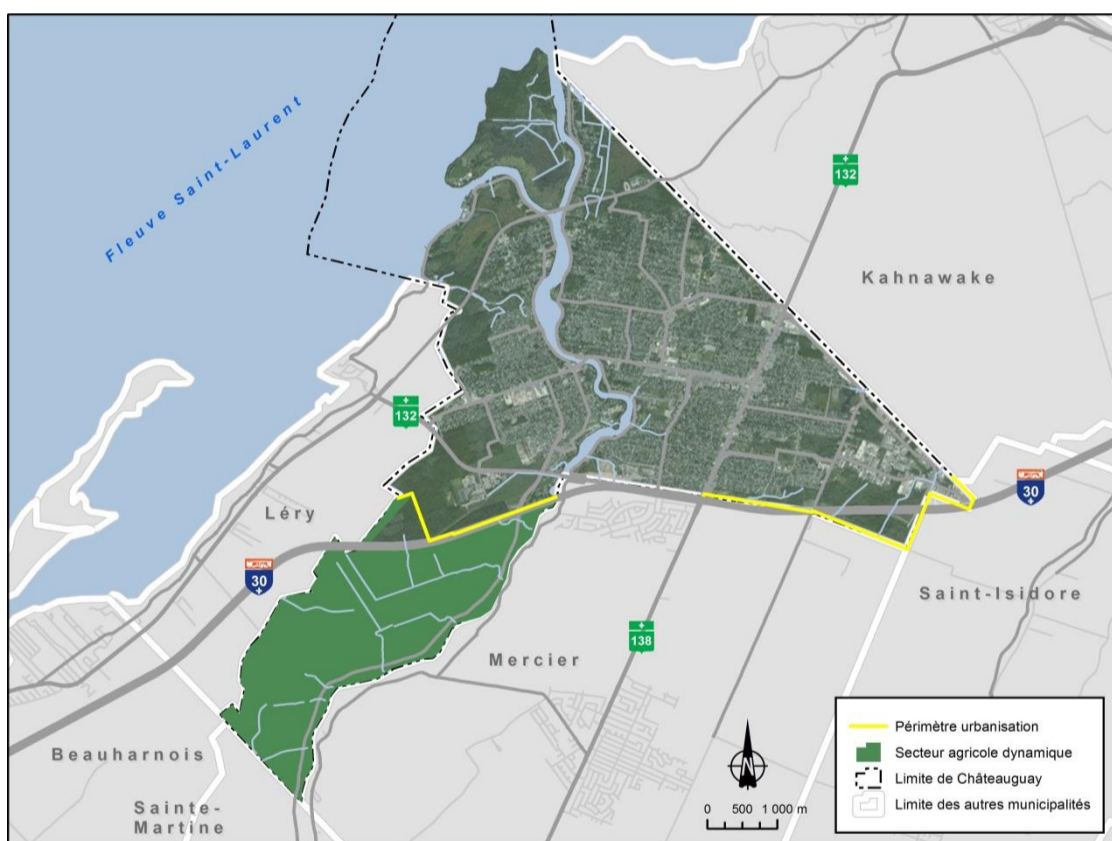 Fleuve Saint-Laurent
132
Kahnawake
132
30
Léry
30
Saint-Isidore
138
Mercier
Beauharnois
Sainte-
Martine
N
0 500 1 000 m
Périmètre urbanisation
Secteur agricole dynamique
Limite de Châteauguay
Limite des autres municipalités